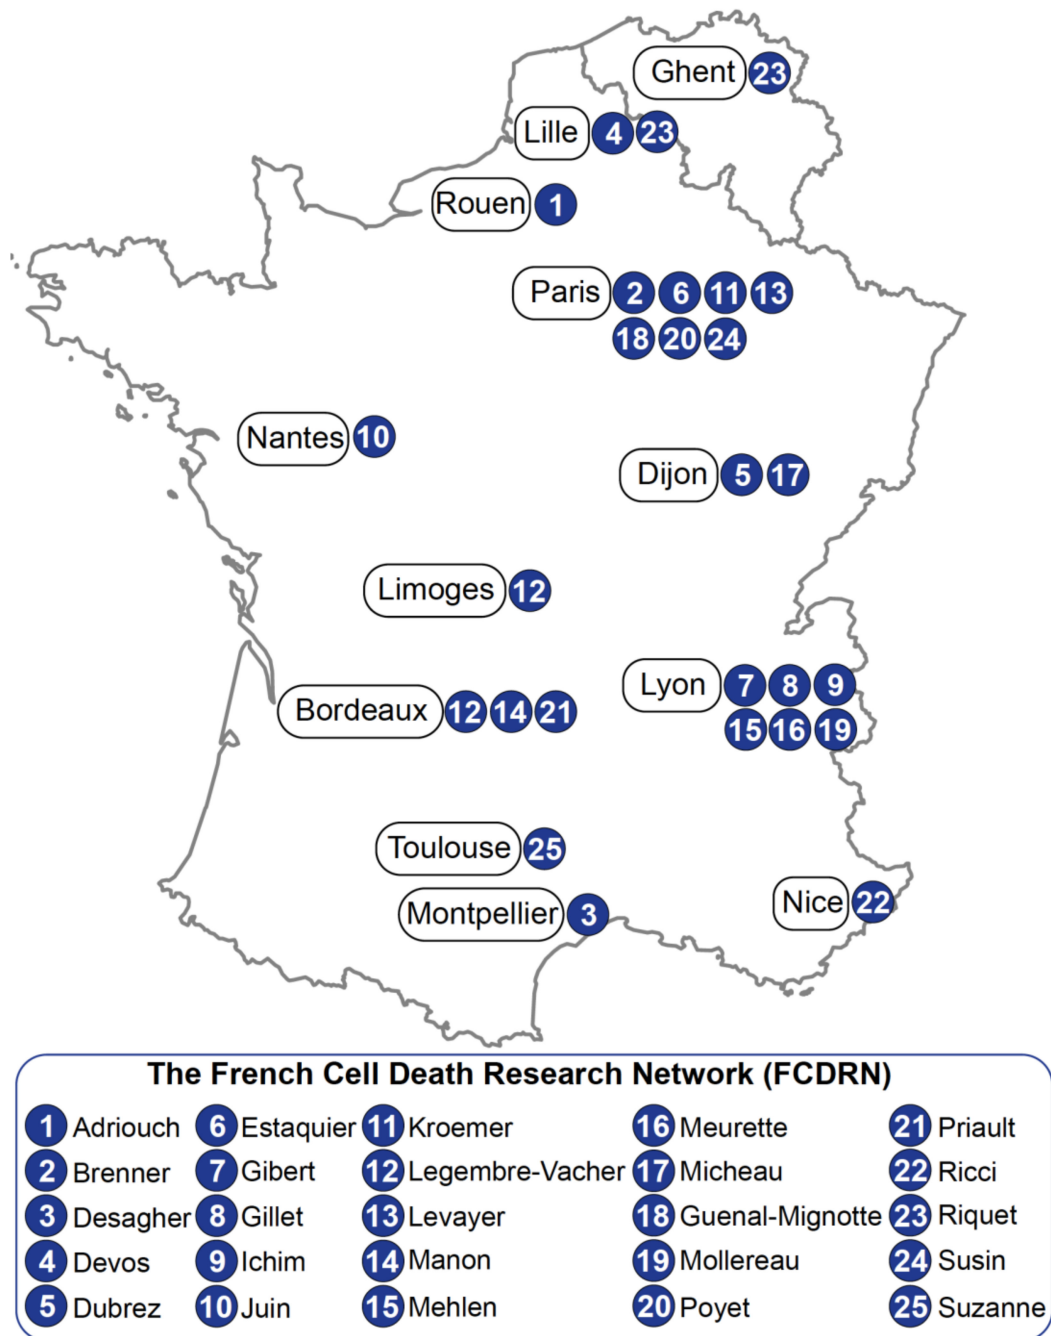 Ghent 23
Lille 4 23
Rouen 1
Paris 2 6 11 13
18 20 24
Nantes 10
Dijon 5 17
Limoges 12
Lyon 7 8 9
15 16 19
Bordeaux 12 14 21
Toulouse 25
Nice 22
Montpellier 3
The French Cell Death Research Network (FCDRN)
1 Adriouch 6 Estaquier 11 Kroemer 16 Meurette 21 Priault
2 Brenner 7 Gibert 12 Legembre-Vacher 17 Micheau 22 Ricci
3 Desagher 8 Gillet 13 Levayer 18 Guenal-Mignotte 23 Riquet
4 Devos 9 Ichim 14 Manon 19 Mollereau 24 Susin
5 Dubrez 10 Juin 15 Mehlen 20 Poyet 25 Suzanne